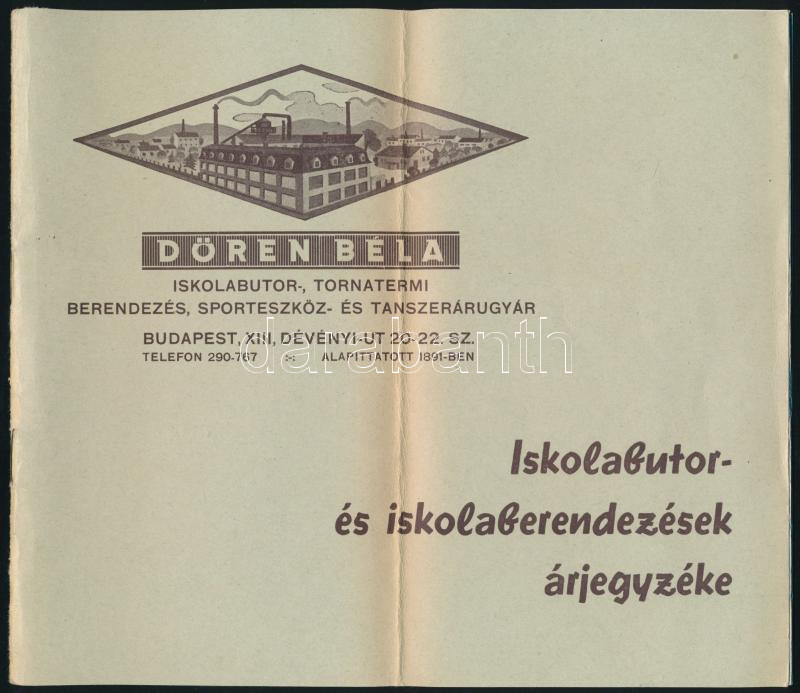 DÖREN BÉLA
ISKOLABUTOR-, TORNATERMI
BERENDEZÉS, SPORTESZKÖZ- ÉS TANSZERÁRUGYÁR
BUDAPEST, XIII, DÉVÉNYI-UT 20-22. SZ.
TELEFON 290-767 :-: ALAPITTATOTT 1891-BEN
darabanth
Iskolabutor-
és iskolaberendezések
árjegyzéke